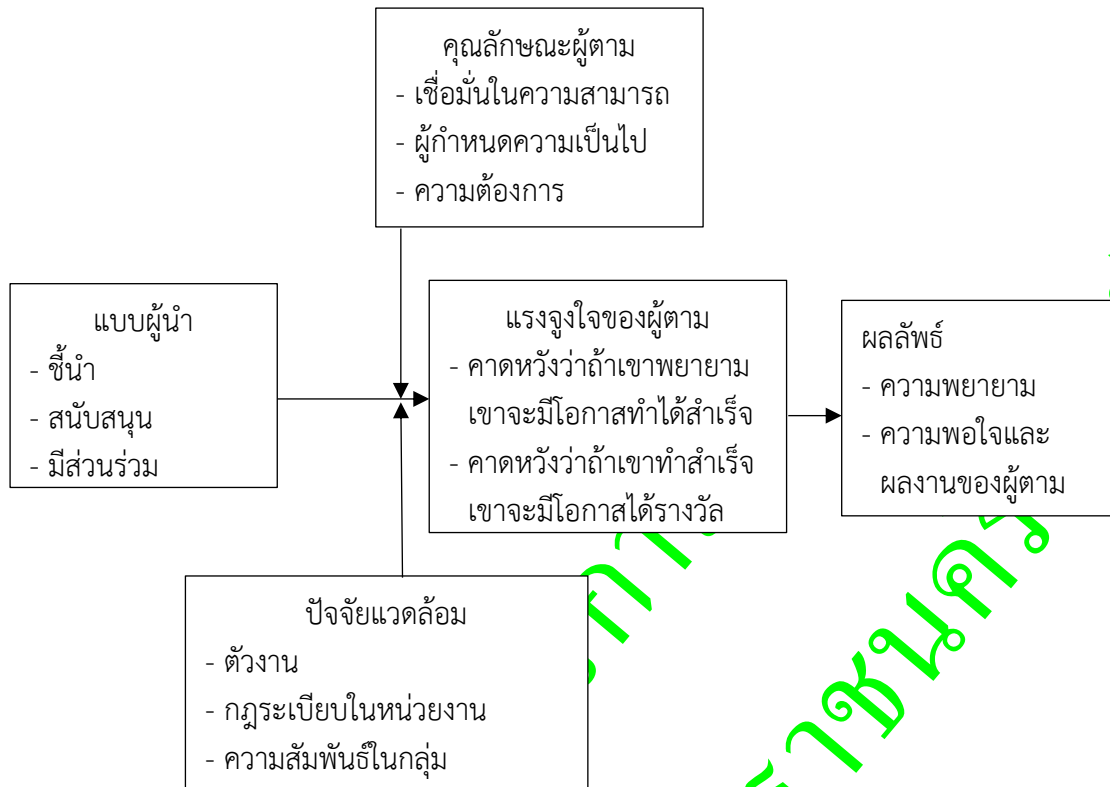 คุณลักษณะผู้ตาม
- เชื่อมั่นในความสามารถ
- ผู้กำหนดความเป็นไป
- ความต้องการ
แบบผู้นำ
- ชี้นำ
- สนับสนุน
- มีส่วนร่วม
แรงจูงใจของผู้ตาม
- คาดหวังว่าถ้าเขาพยายาม
เขาจะมีโอกาสทำได้สำเร็จ
- คาดหวังว่าถ้าเขาทำสำเร็จ
เขาจะมีโอกาสได้รางวัล
ผลลัพธ์
- ความพยายาม
- ความพอใจและ
ผลงานของผู้ตาม
ปัจจัยแวดล้อม
- ตัวงาน
- กฎระเบียบในหน่วยงาน
- ความสัมพันธ์ในกลุ่ม